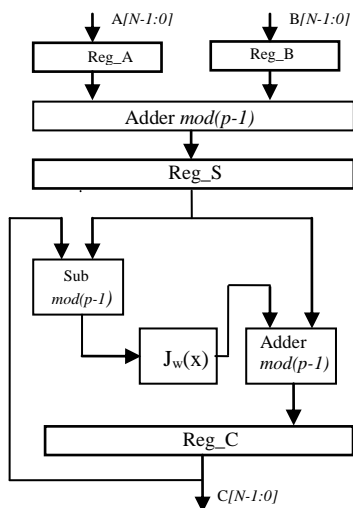 A[N-1:0] B[N-1:0]
Reg_A Reg_B
Adder mod(p-1)
Reg_S
Sub
mod(p-1)
J_w(x)
Adder
mod(p-1)
Reg_C
C[N-1:0]